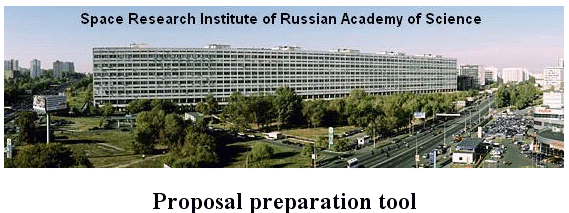 Space Research Institute of Russian Academy of Science
Proposal preparation tool